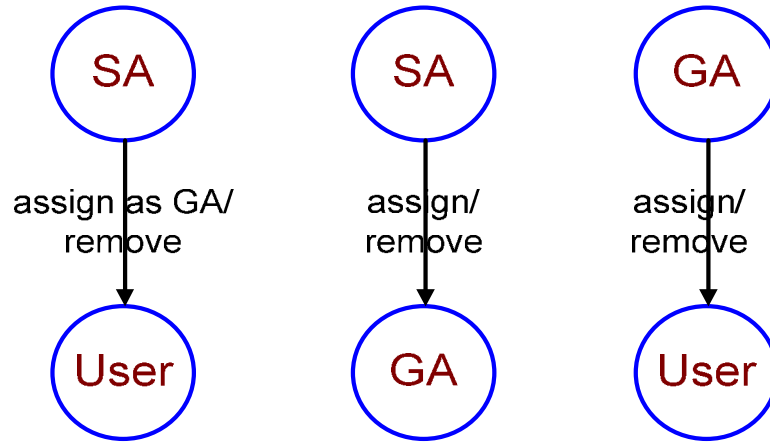 SA
SA
GA
assign as GA/
remove
assign/
remove
assign/
remove
User
GA
User